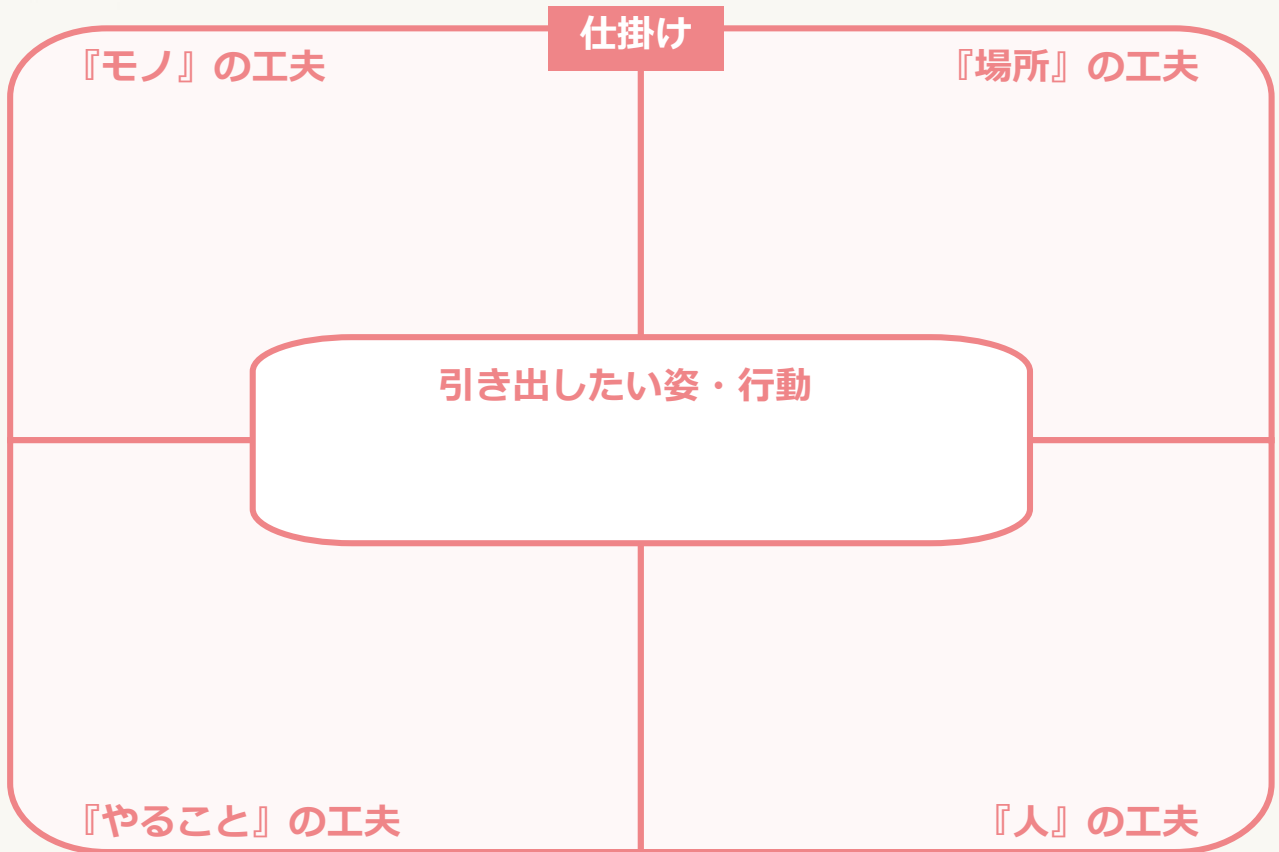 仕掛け
『モノ』の工夫
『場所』の工夫
引き出したい姿・行動
『やること』の工夫
『人』の工夫